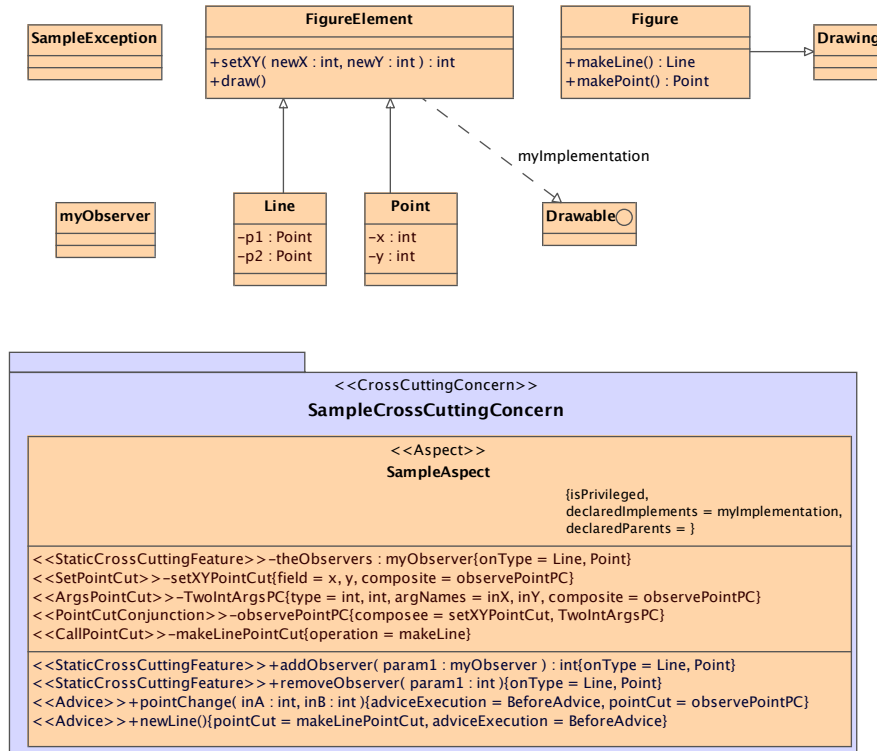 SampleException
FigureElement
+setXY( newX : int, newY : int ) : int
+draw()
Figure
+makeLine() : Line
+makePoint() : Point
Drawing
myImplementation
myObserver
Line
-p1 : Point
-p2 : Point
Point
-x : int
-y : int
Drawable
<<CrossCuttingConcern>>
SampleCrossCuttingConcern
<<Aspect>>
SampleAspect
{isPrivileged,
declaredImplements = myImplementation,
declaredParents = }
<<StaticCrossCuttingFeature>>-theObservers : myObserver{onType = Line, Point}
<<SetPointCut>>-setXYPointCut{field = x, y, composite = observePointPC}
<<ArgsPointCut>>-TwoIntArgsPC{type = int, int, argNames = inX, inY, composite = observePointPC}
<<PointCutConjunction>>-observePointPC{composee = setXYPointCut, TwoIntArgsPC}
<<CallPointCut>>-makeLinePointCut{operation = makeLine}
<<StaticCrossCuttingFeature>>+addObserver( param1 : myObserver ) : int{onType = Line, Point}
<<StaticCrossCuttingFeature>>+removeObserver( param1 : int ){onType = Line, Point}
<<Advice>>+pointChange( inA : int, inB : int ){adviceExecution = BeforeAdvice, pointCut = observePointPC}
<<Advice>>+newLine(){pointCut = makeLinePointCut, adviceExecution = BeforeAdvice}